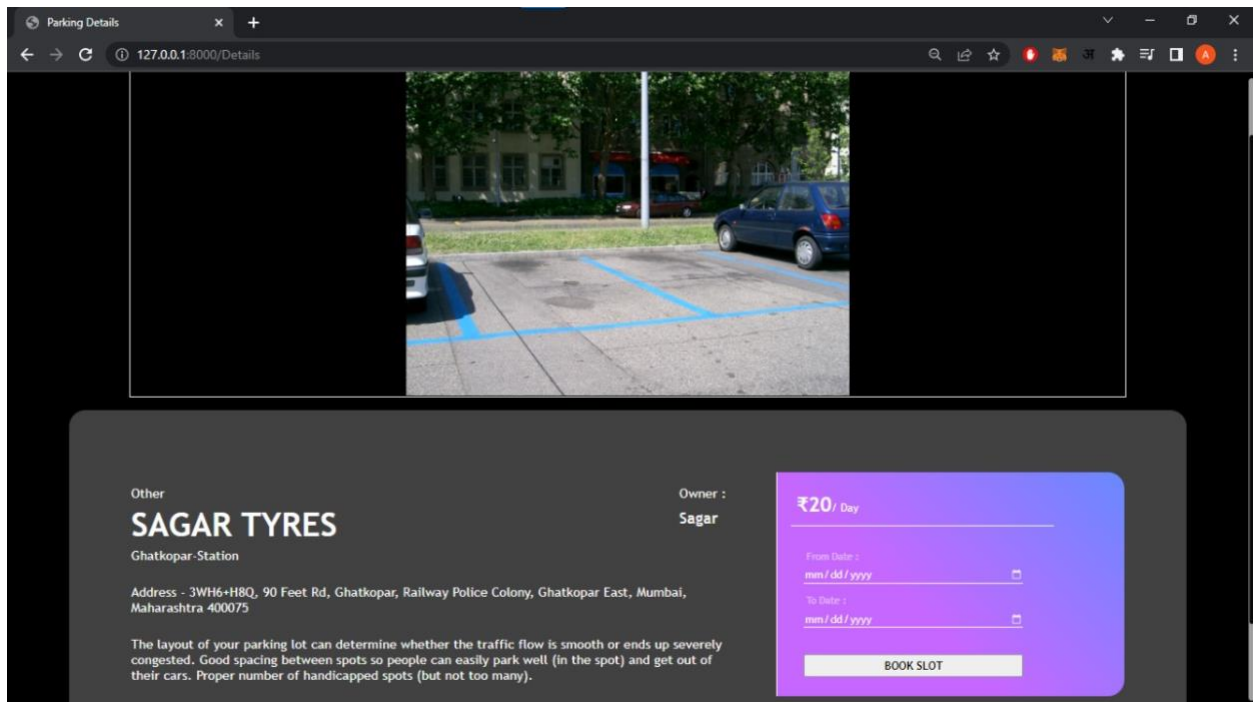 Parking Details
127.0.0.1:8000/Details
अ
A
Other
SAGAR TYRES
Ghatkopar-Station
Owner :
Sagar
Address - 3WH6+H8Q, 90 Feet Rd, Ghatkopar, Railway Police Colony, Ghatkopar East, Mumbai,
Maharashtra 400075
The layout of your parking lot can determine whether the traffic flow is smooth or ends up severely
congested. Good spacing between spots so people can easily park well (in the spot) and get out of
their cars. Proper number of handicapped spots (but not too many).
₹20/ Day
From Date :
mm/dd/yyyy
To Date :
mm/dd/yyyy
BOOK SLOT